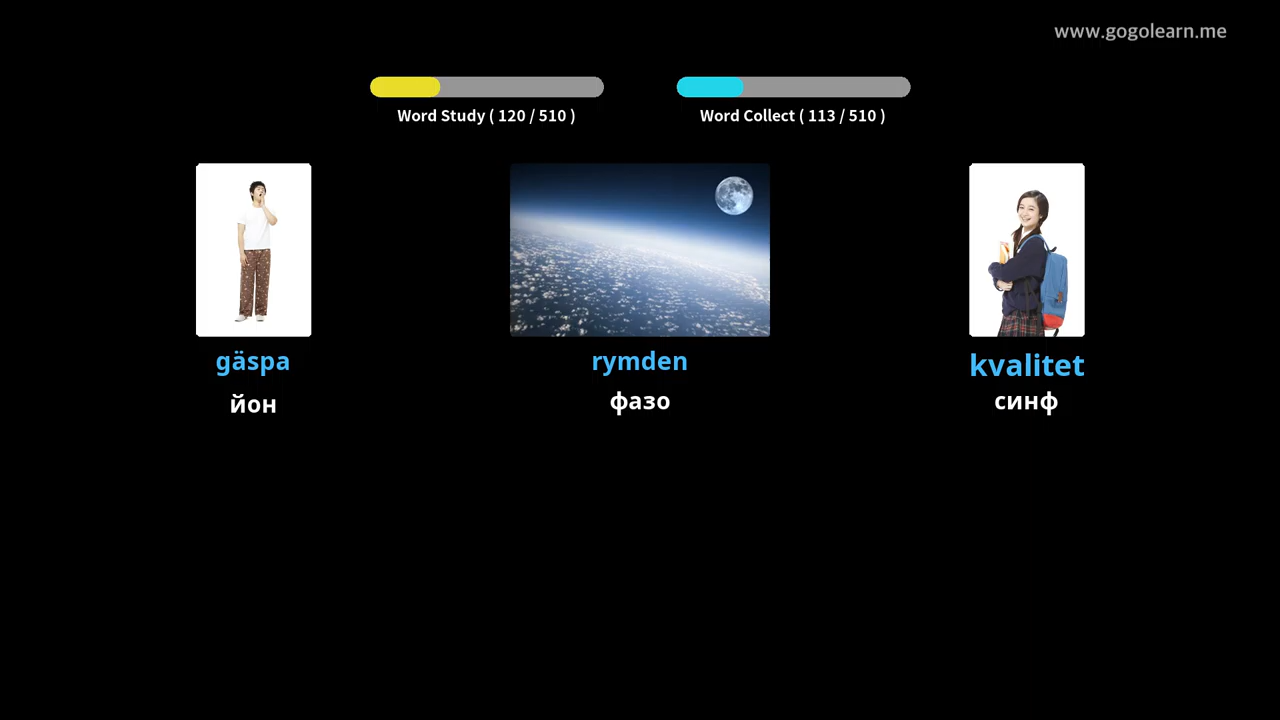 www.gogolearn.me
Word Study ( 120 / 510 )
Word Collect ( 113 / 510 )
gäspa
rymden
kvalitet
йон
фазо
синф